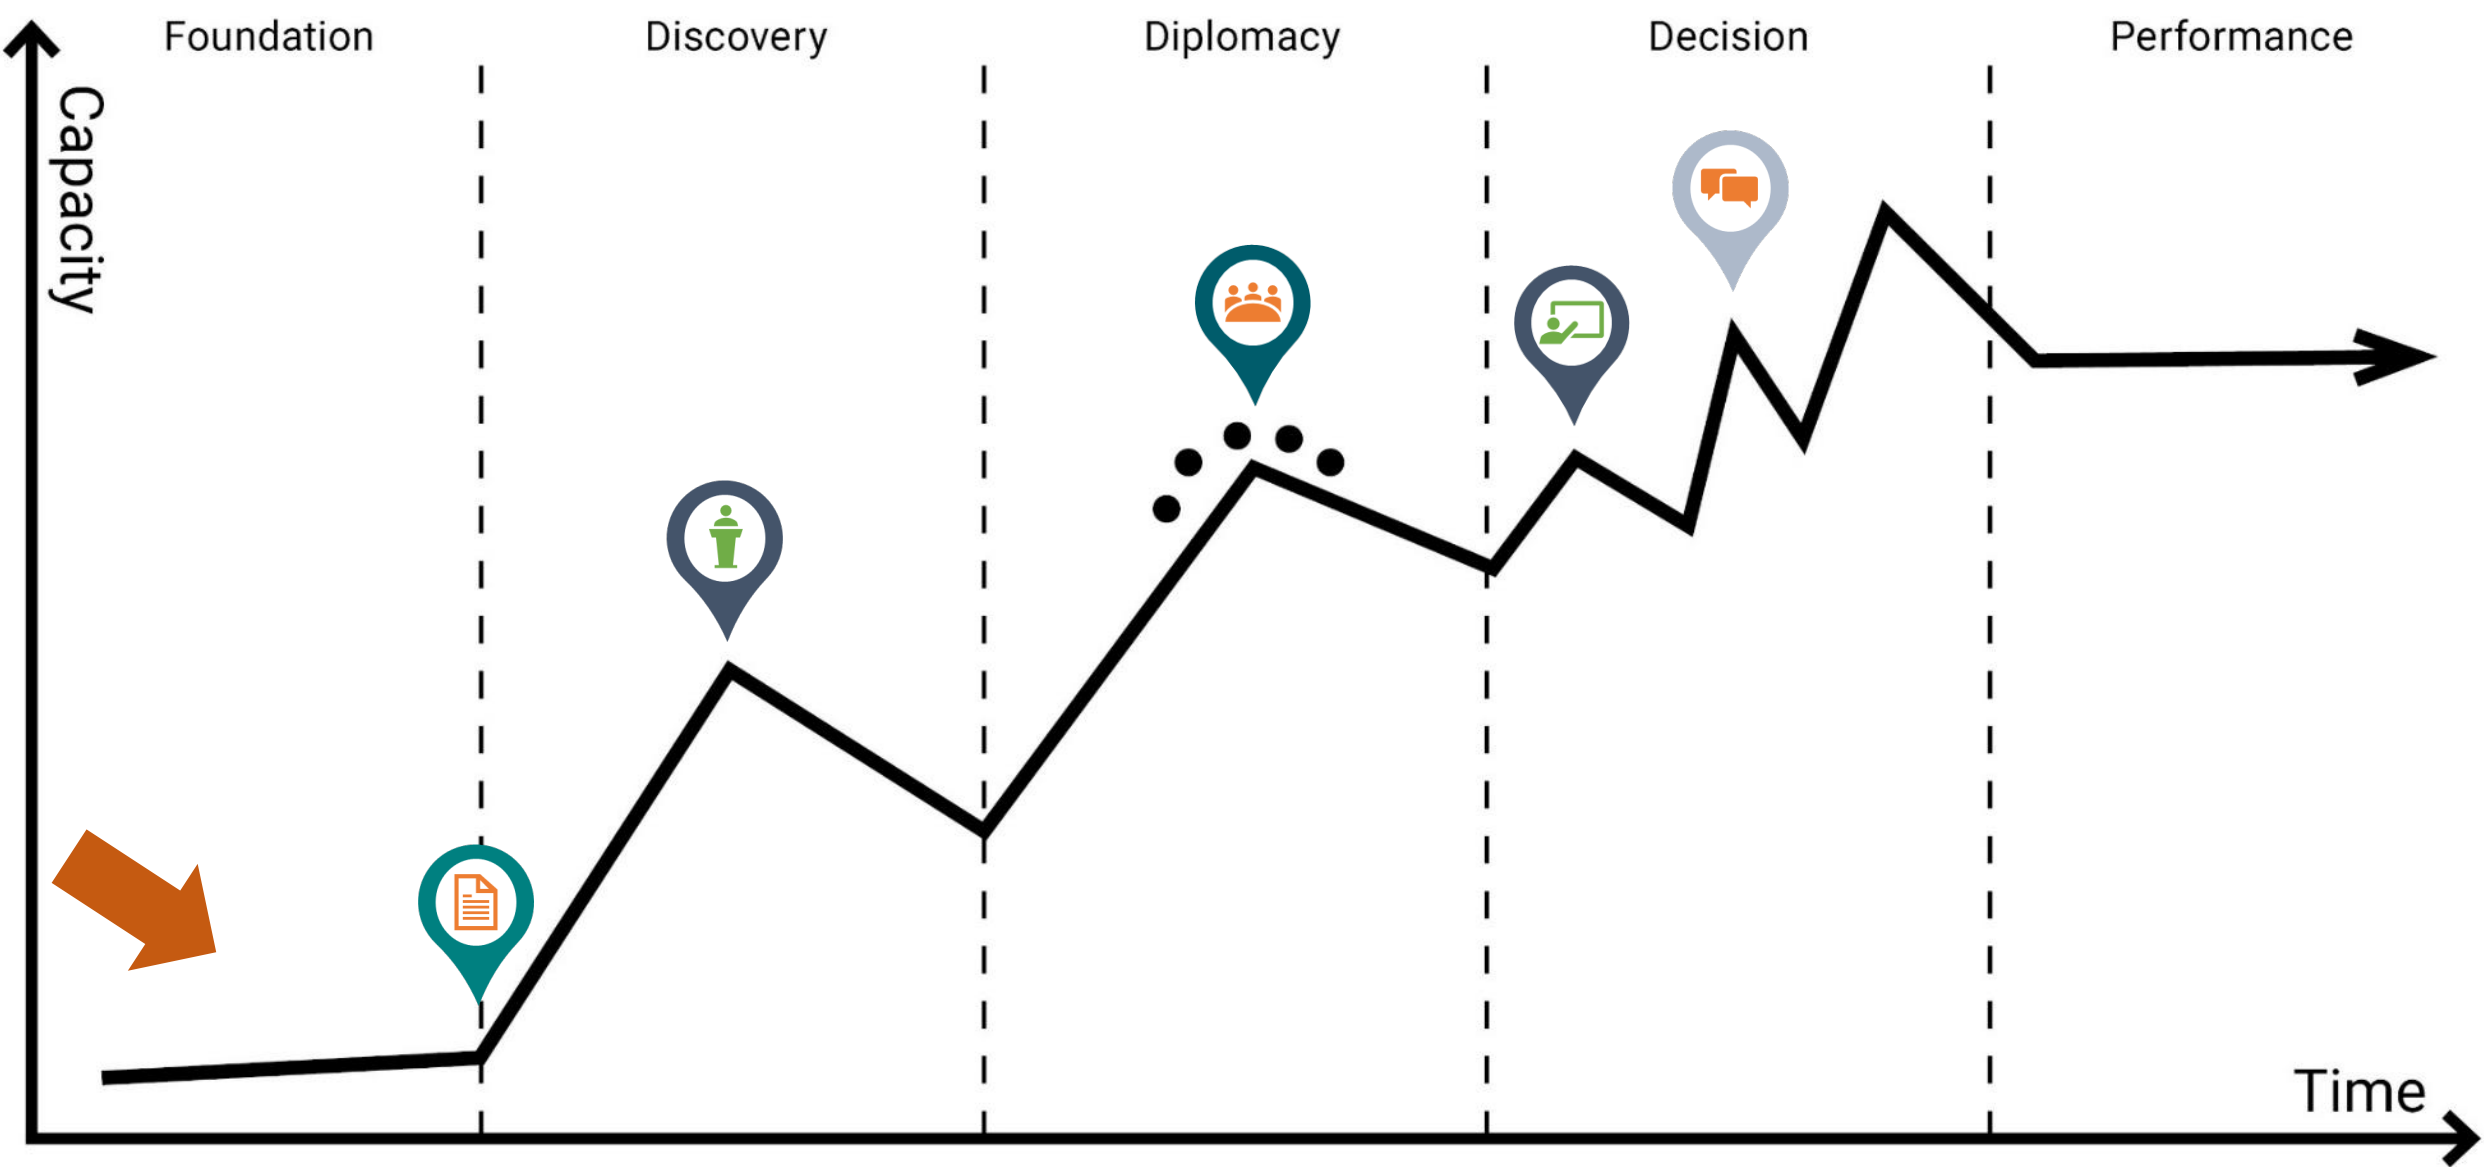 Foundation
Discovery
Diplomacy
Decision
Performance
Capacity
Time